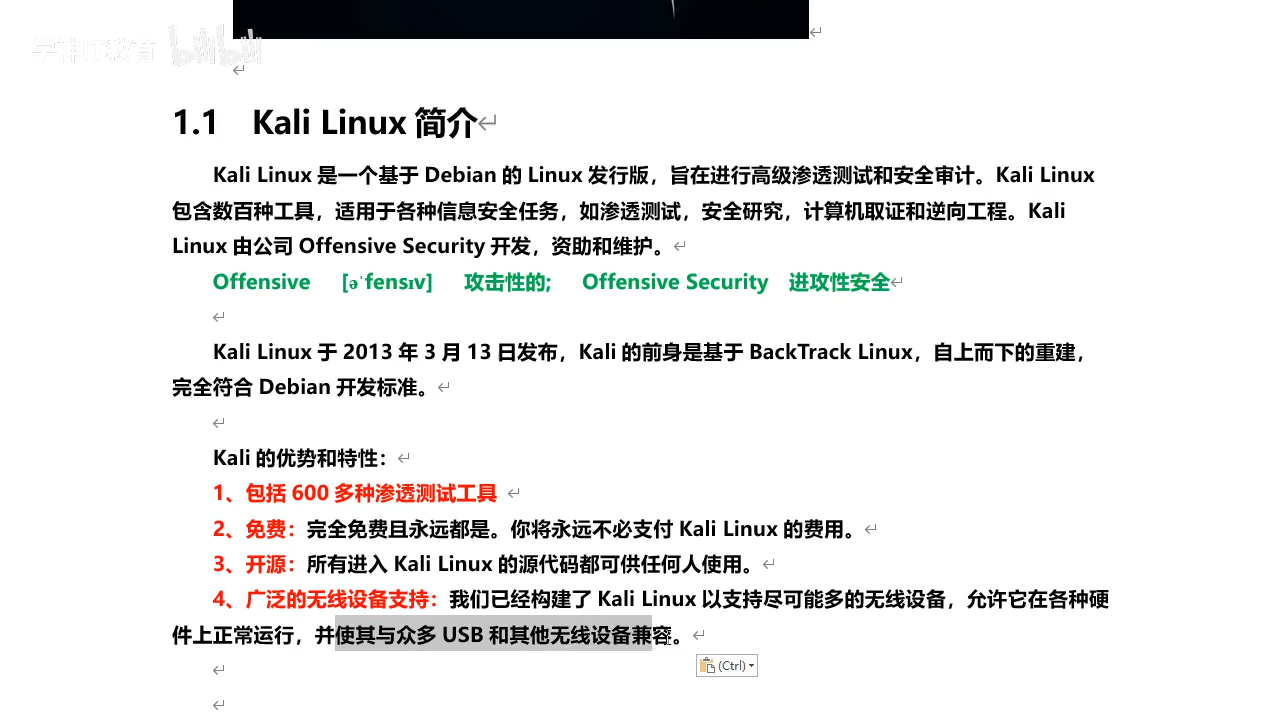 学神IT教育 bilibili
1.1 Kali Linux 简介
Kali Linux 是一个基于 Debian 的 Linux 发行版，旨在进行高级渗透测试和安全审计。Kali Linux
包含数百种工具，适用于各种信息安全任务，如渗透测试，安全研究，计算机取证和逆向工程。Kali
Linux 由公司 Offensive Security 开发，资助和维护。
Offensive [əˈfensɪv] 攻击性的; Offensive Security 进攻性安全
Kali Linux 于 2013 年 3 月 13 日发布，Kali 的前身是基于 BackTrack Linux，自上而下的重建，
完全符合 Debian 开发标准。
Kali 的优势和特性：
1、包括 600 多种渗透测试工具
2、免费：完全免费且永远都是。你将永远不必支付 Kali Linux 的费用。
3、开源：所有进入 Kali Linux 的源代码都可供任何人使用。
4、广泛的无线设备支持：我们已经构建了 Kali Linux 以支持尽可能多的无线设备，允许它在各种硬
件上正常运行，并使其与众多 USB 和其他无线设备兼容。
(Ctrl)